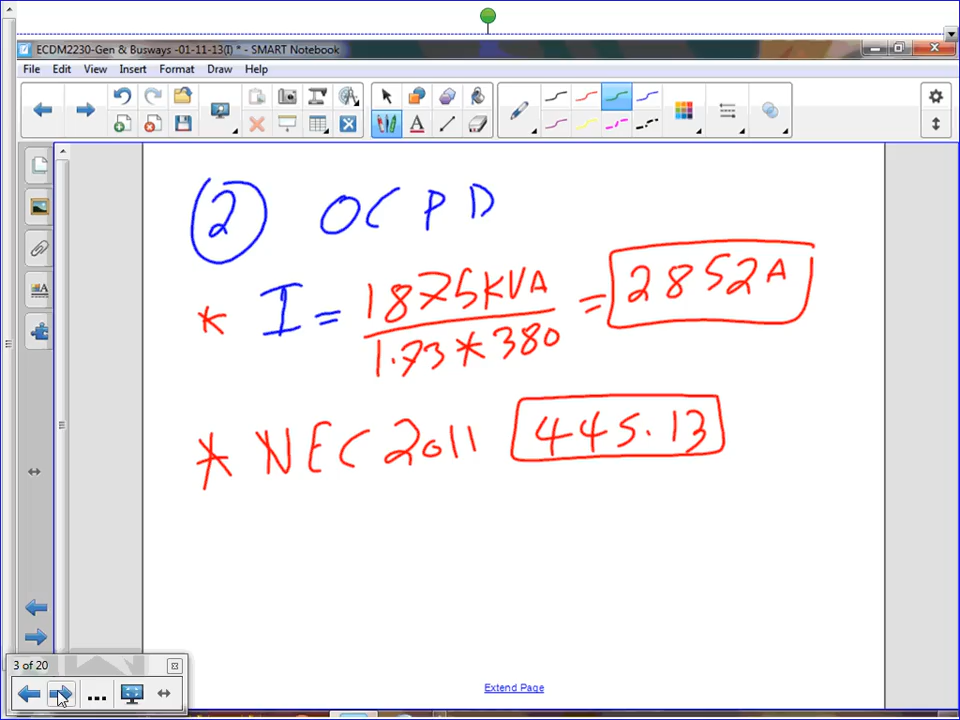 ECDM2230-Gen & Busways -01-11-13(I) * - SMART Notebook
File Edit View Insert Format Draw Help
2 OCPD
* I = 1875KVA / 1.73*380 = 2852A
* NEC 2011 445.13
3 of 20
Extend Page